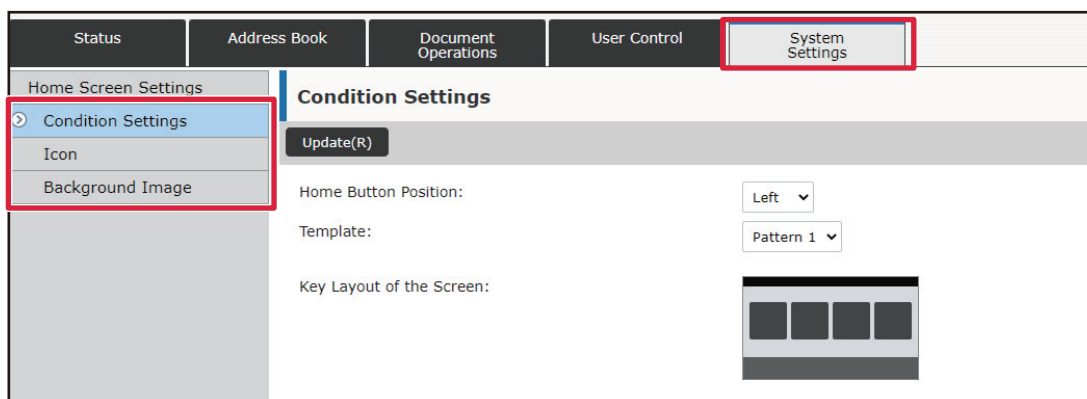 Status
Address Book
Document
Operations
User Control
System
Settings
Home Screen Settings
Condition Settings
Icon
Background Image
Condition Settings
Update(R)
Home Button Position:
Left
Template:
Pattern 1
Key Layout of the Screen: